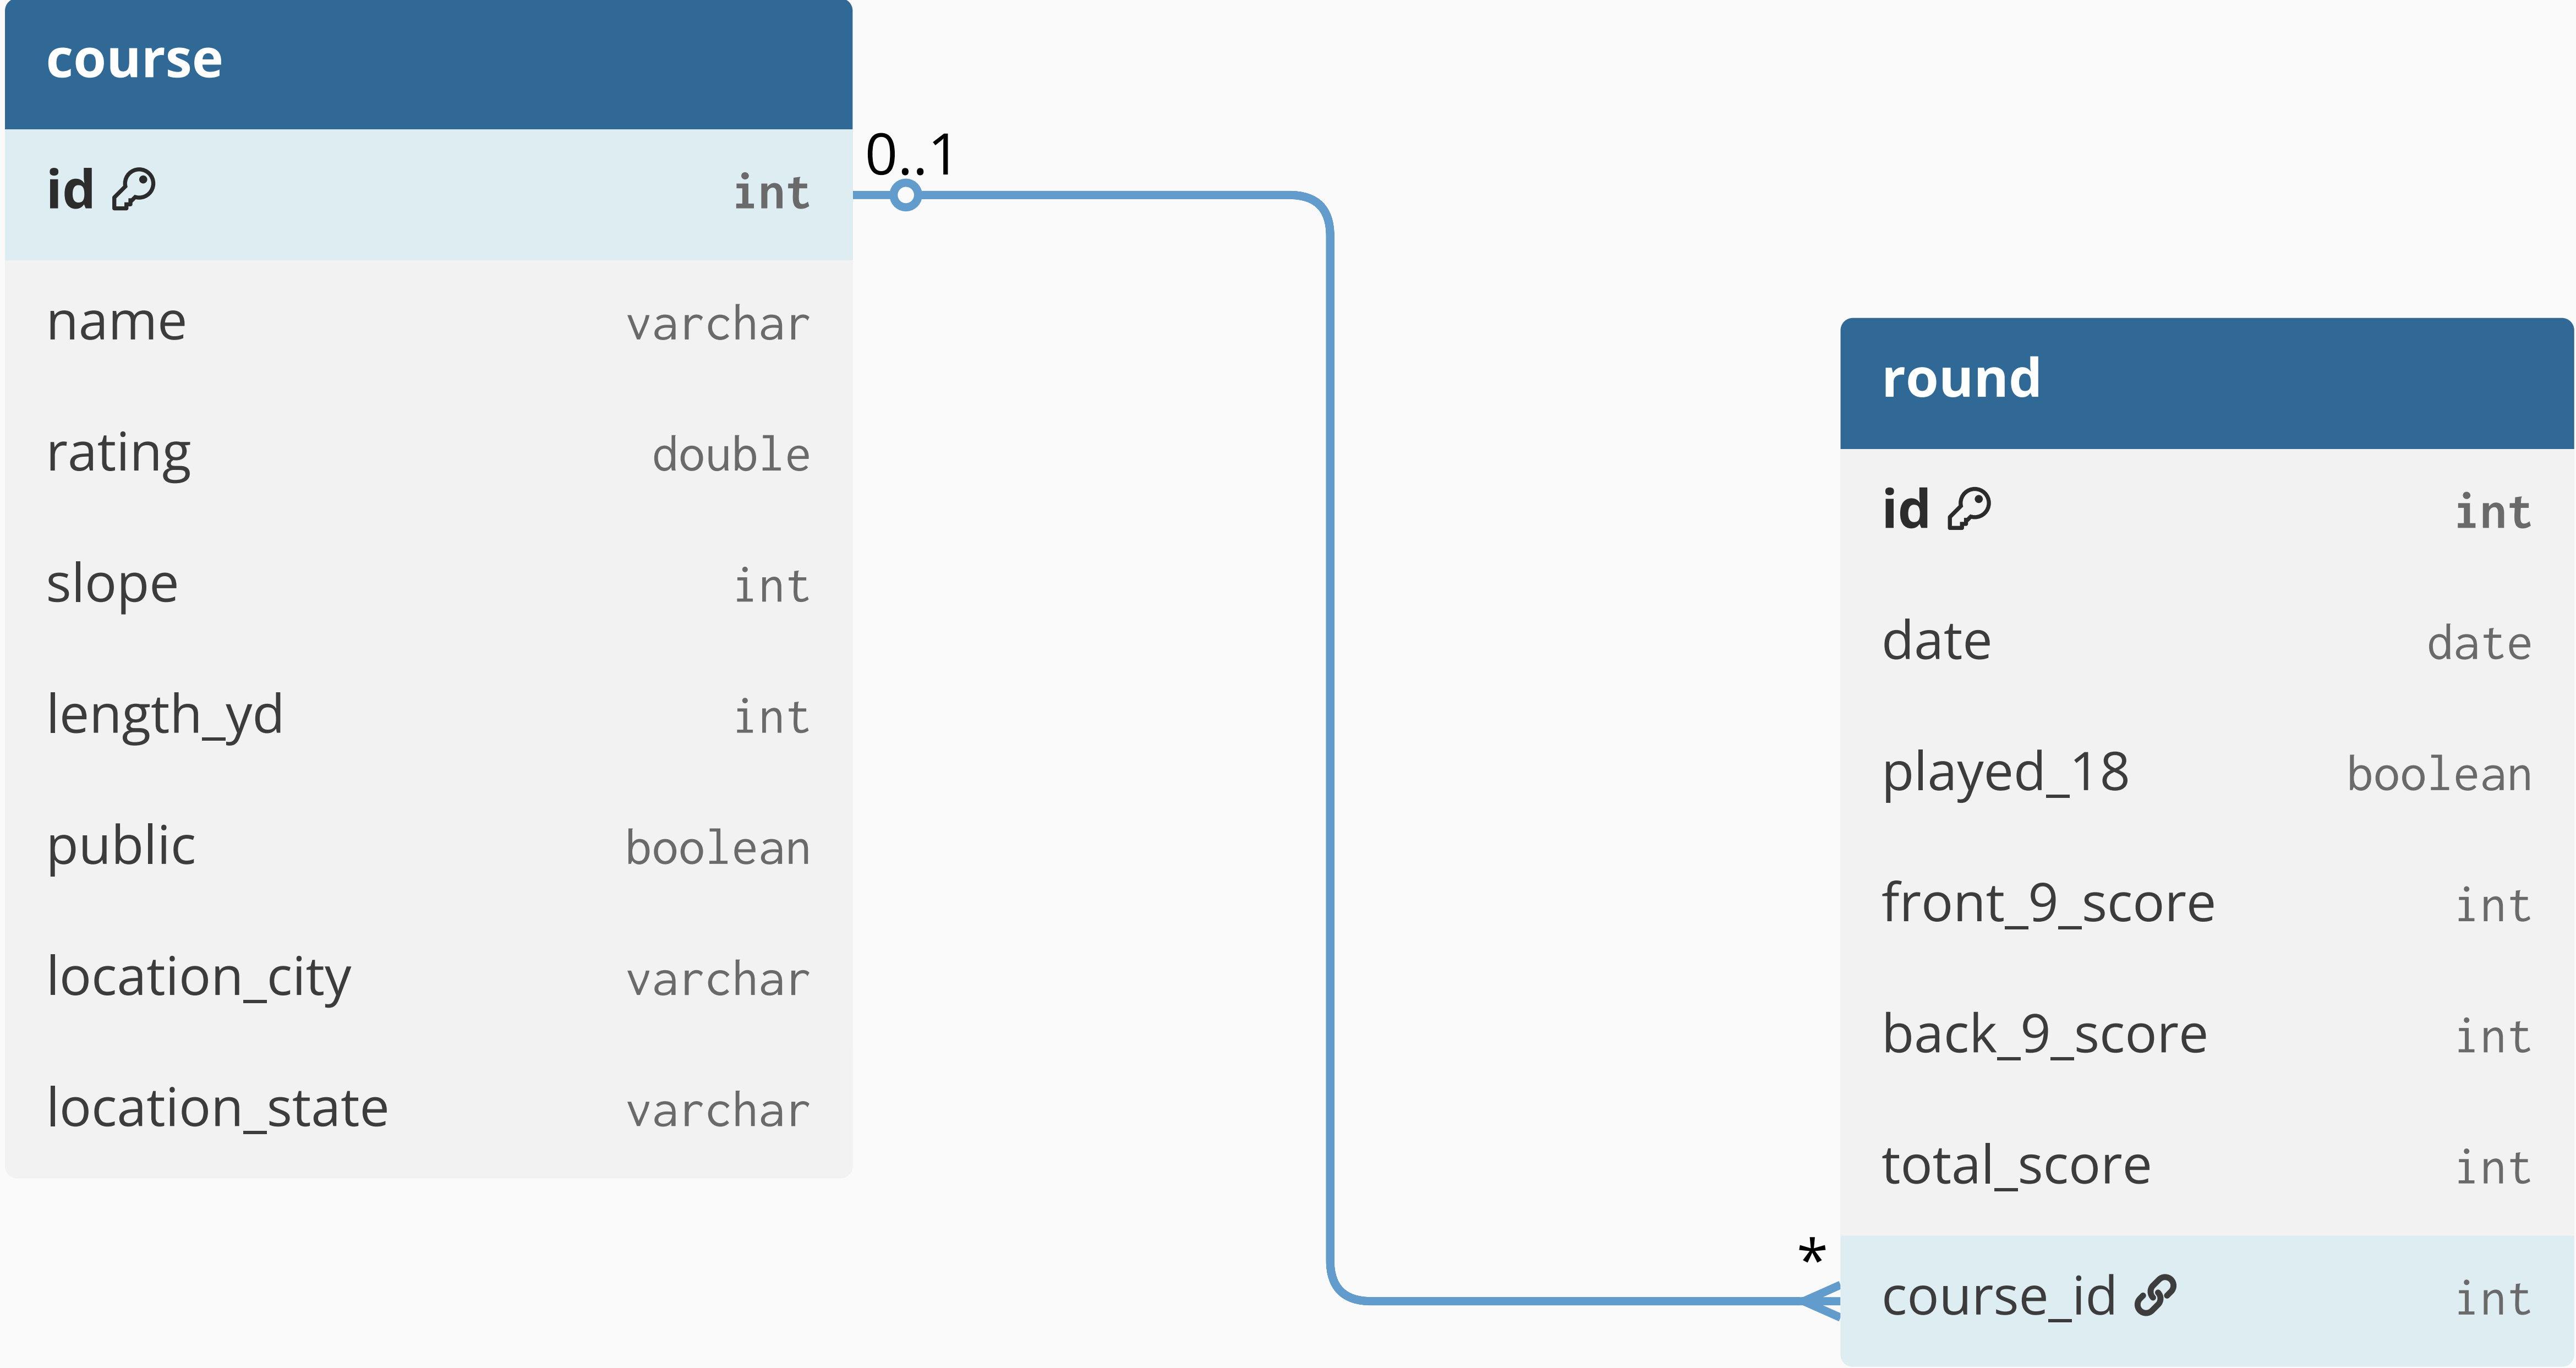 course
id int
name varchar
rating double
slope int
length_yd int
public boolean
location_city varchar
location_state varchar
0..1
*
round
id int
date date
played_18 boolean
front_9_score int
back_9_score int
total_score int
course_id int